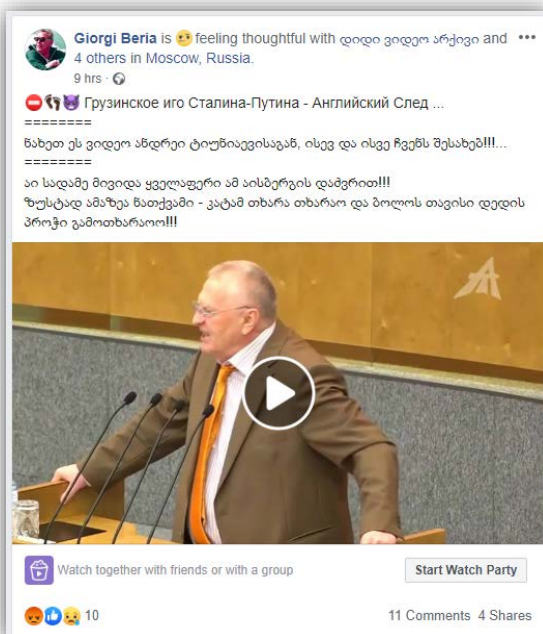 Giorgi Beria is feeling thoughtful with დიდი ვიდეო არქივი and
4 others in Moscow, Russia.
9 hrs ·
Грузинское иго Сталина-Путина - Английский След ...
========
ნახეთ ეს ვიდეო ანდრეი ტიუნიაევისაგან, ისევ და ისვე ჩვენს შესახებ!!!...
========
აი სადამე მივიდა ყველაფერი ამ აისბერგის დაძვრით!!!
ზუსტად ამაზეა ნათქვამი - კატამ თხარა თხარაო და ბოლოს თავისი დედის
პროჭი გამოთხარაოო!!!
Watch together with friends or with a group
Start Watch Party
10
11 Comments 4 Shares